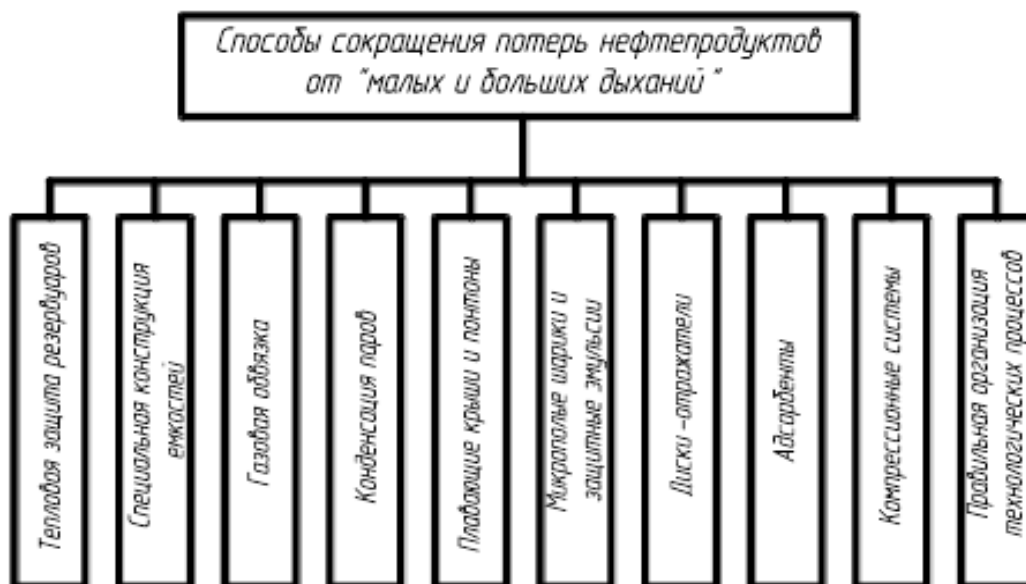 Способы сокращения потерь нефтепродуктов
от "малых и больших дыханий"
Тепловая защита резервуаров
Специальная конструкция
емкостей
Газовая обвязка
Конденсация паров
Плавающие крыши и понтоны
Микрополые шарики и
защитные эмульсии
Диски -отражатели
Адсорбенты
Компрессионные системы
Правильная организация
технологических процессов